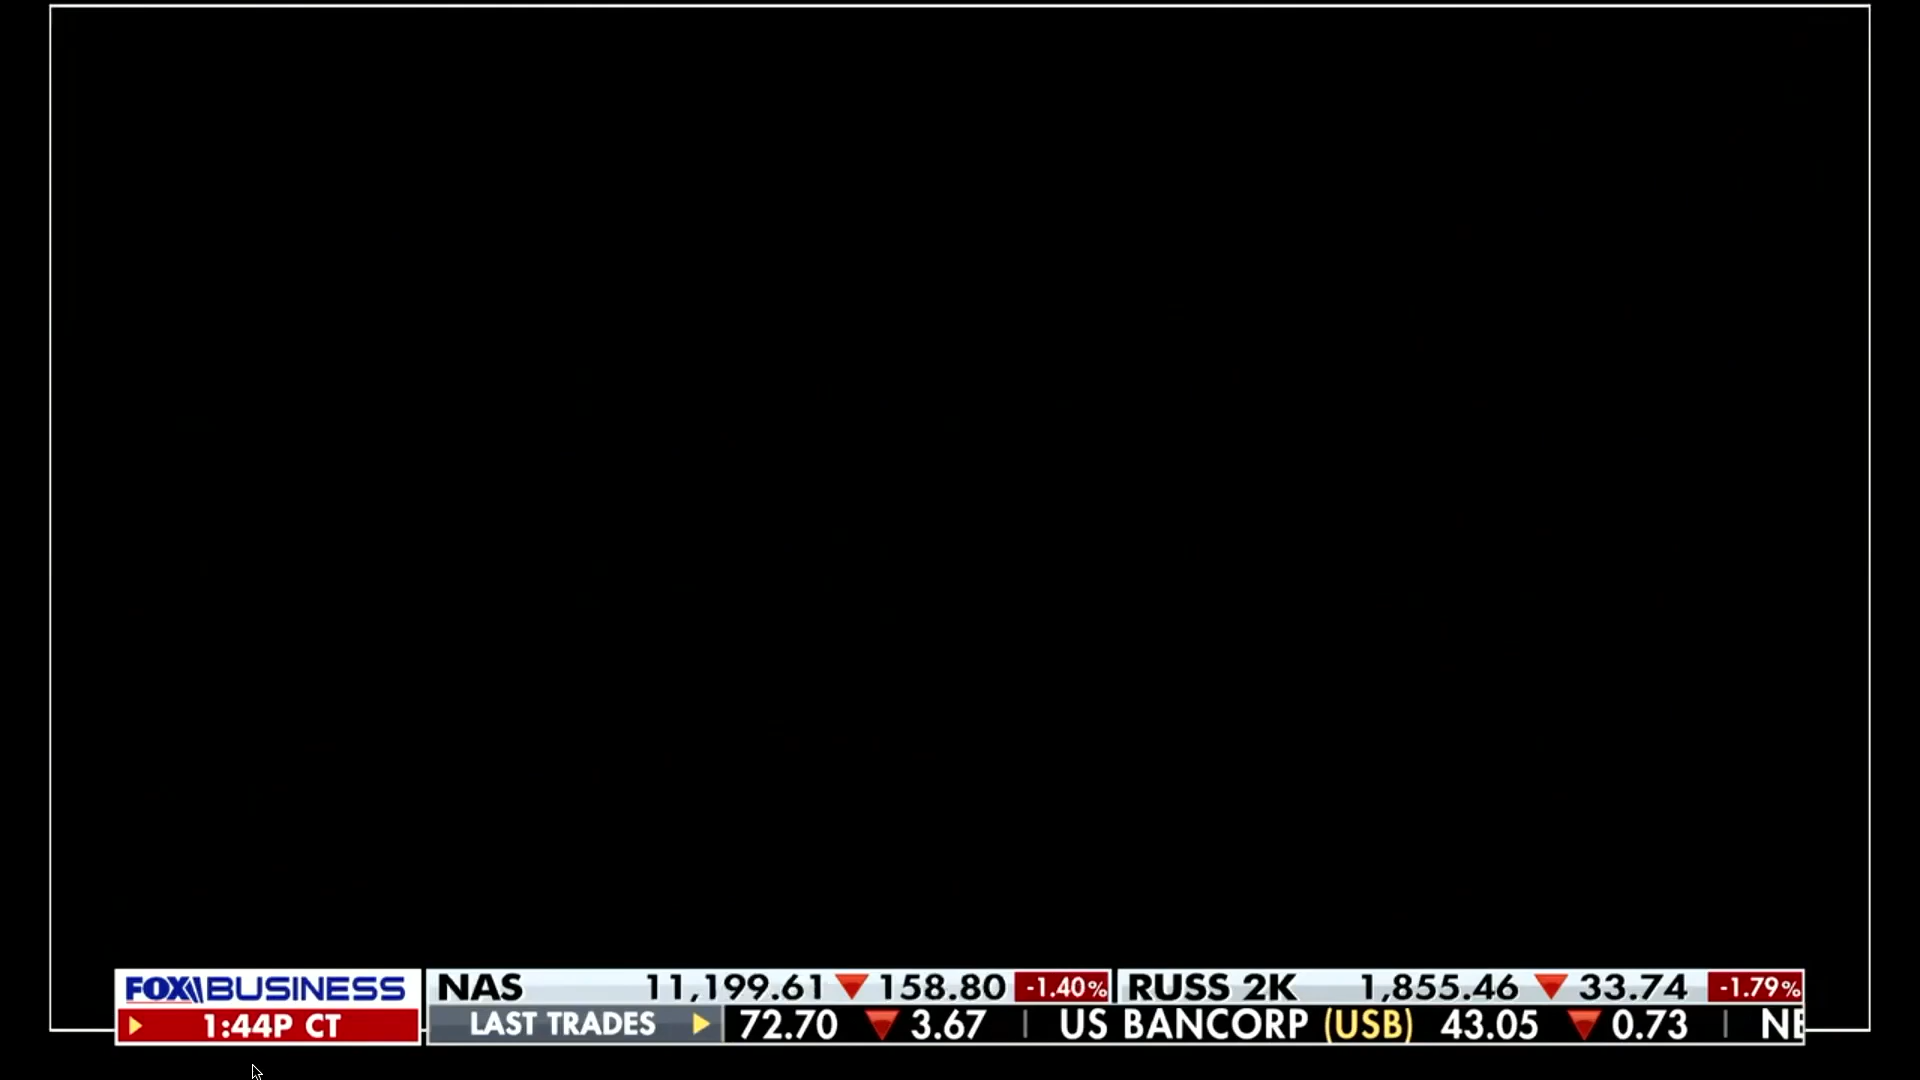 FOX BUSINESS
1:44P CT
NAS 11,199.61 ▼ 158.80 -1.40% RUSS 2K 1,855.46 ▼ 33.74 -1.79%
LAST TRADES 72.70 ▼ 3.67 | US BANCORP (USB) 43.05 ▼ 0.73 |